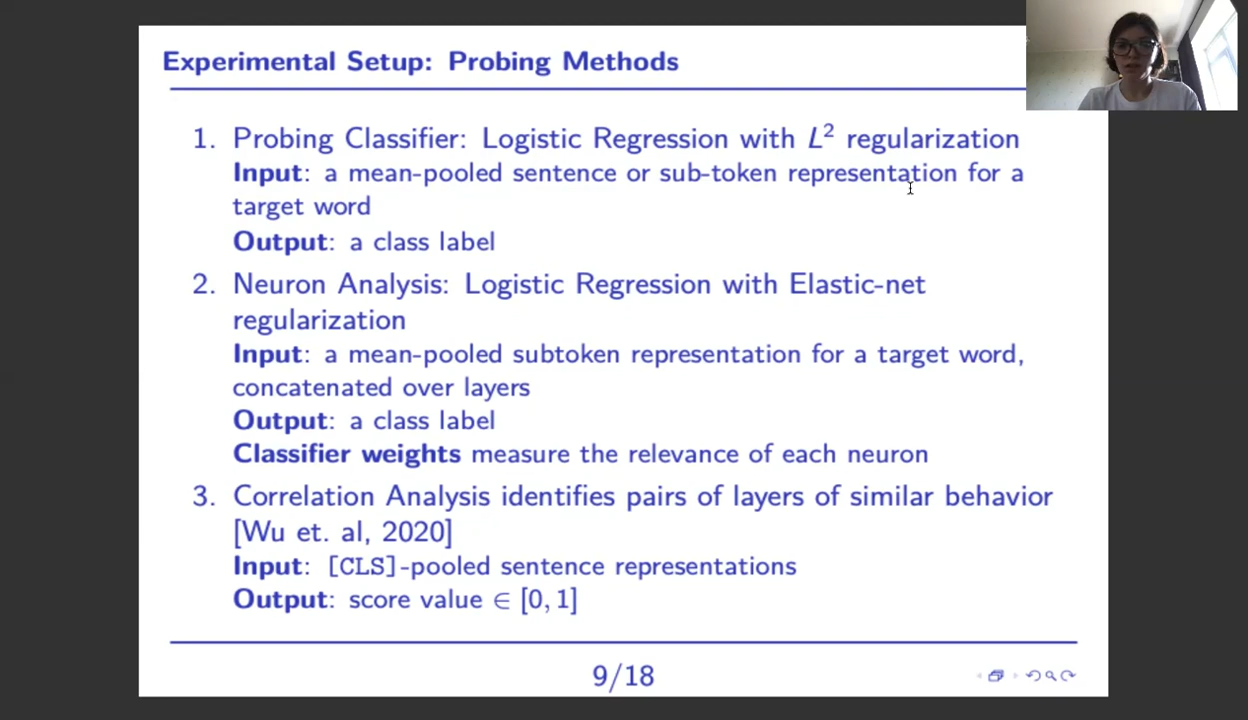 Experimental Setup: Probing Methods
1. Probing Classifier: Logistic Regression with L² regularization
Input: a mean-pooled sentence or sub-token representation for a
target word
Output: a class label
2. Neuron Analysis: Logistic Regression with Elastic-net
regularization
Input: a mean-pooled subtoken representation for a target word,
concatenated over layers
Output: a class label
Classifier weights measure the relevance of each neuron
3. Correlation Analysis identifies pairs of layers of similar behavior
[Wu et. al, 2020]
Input: [CLS]-pooled sentence representations
Output: score value ∈ [0, 1]
9/18